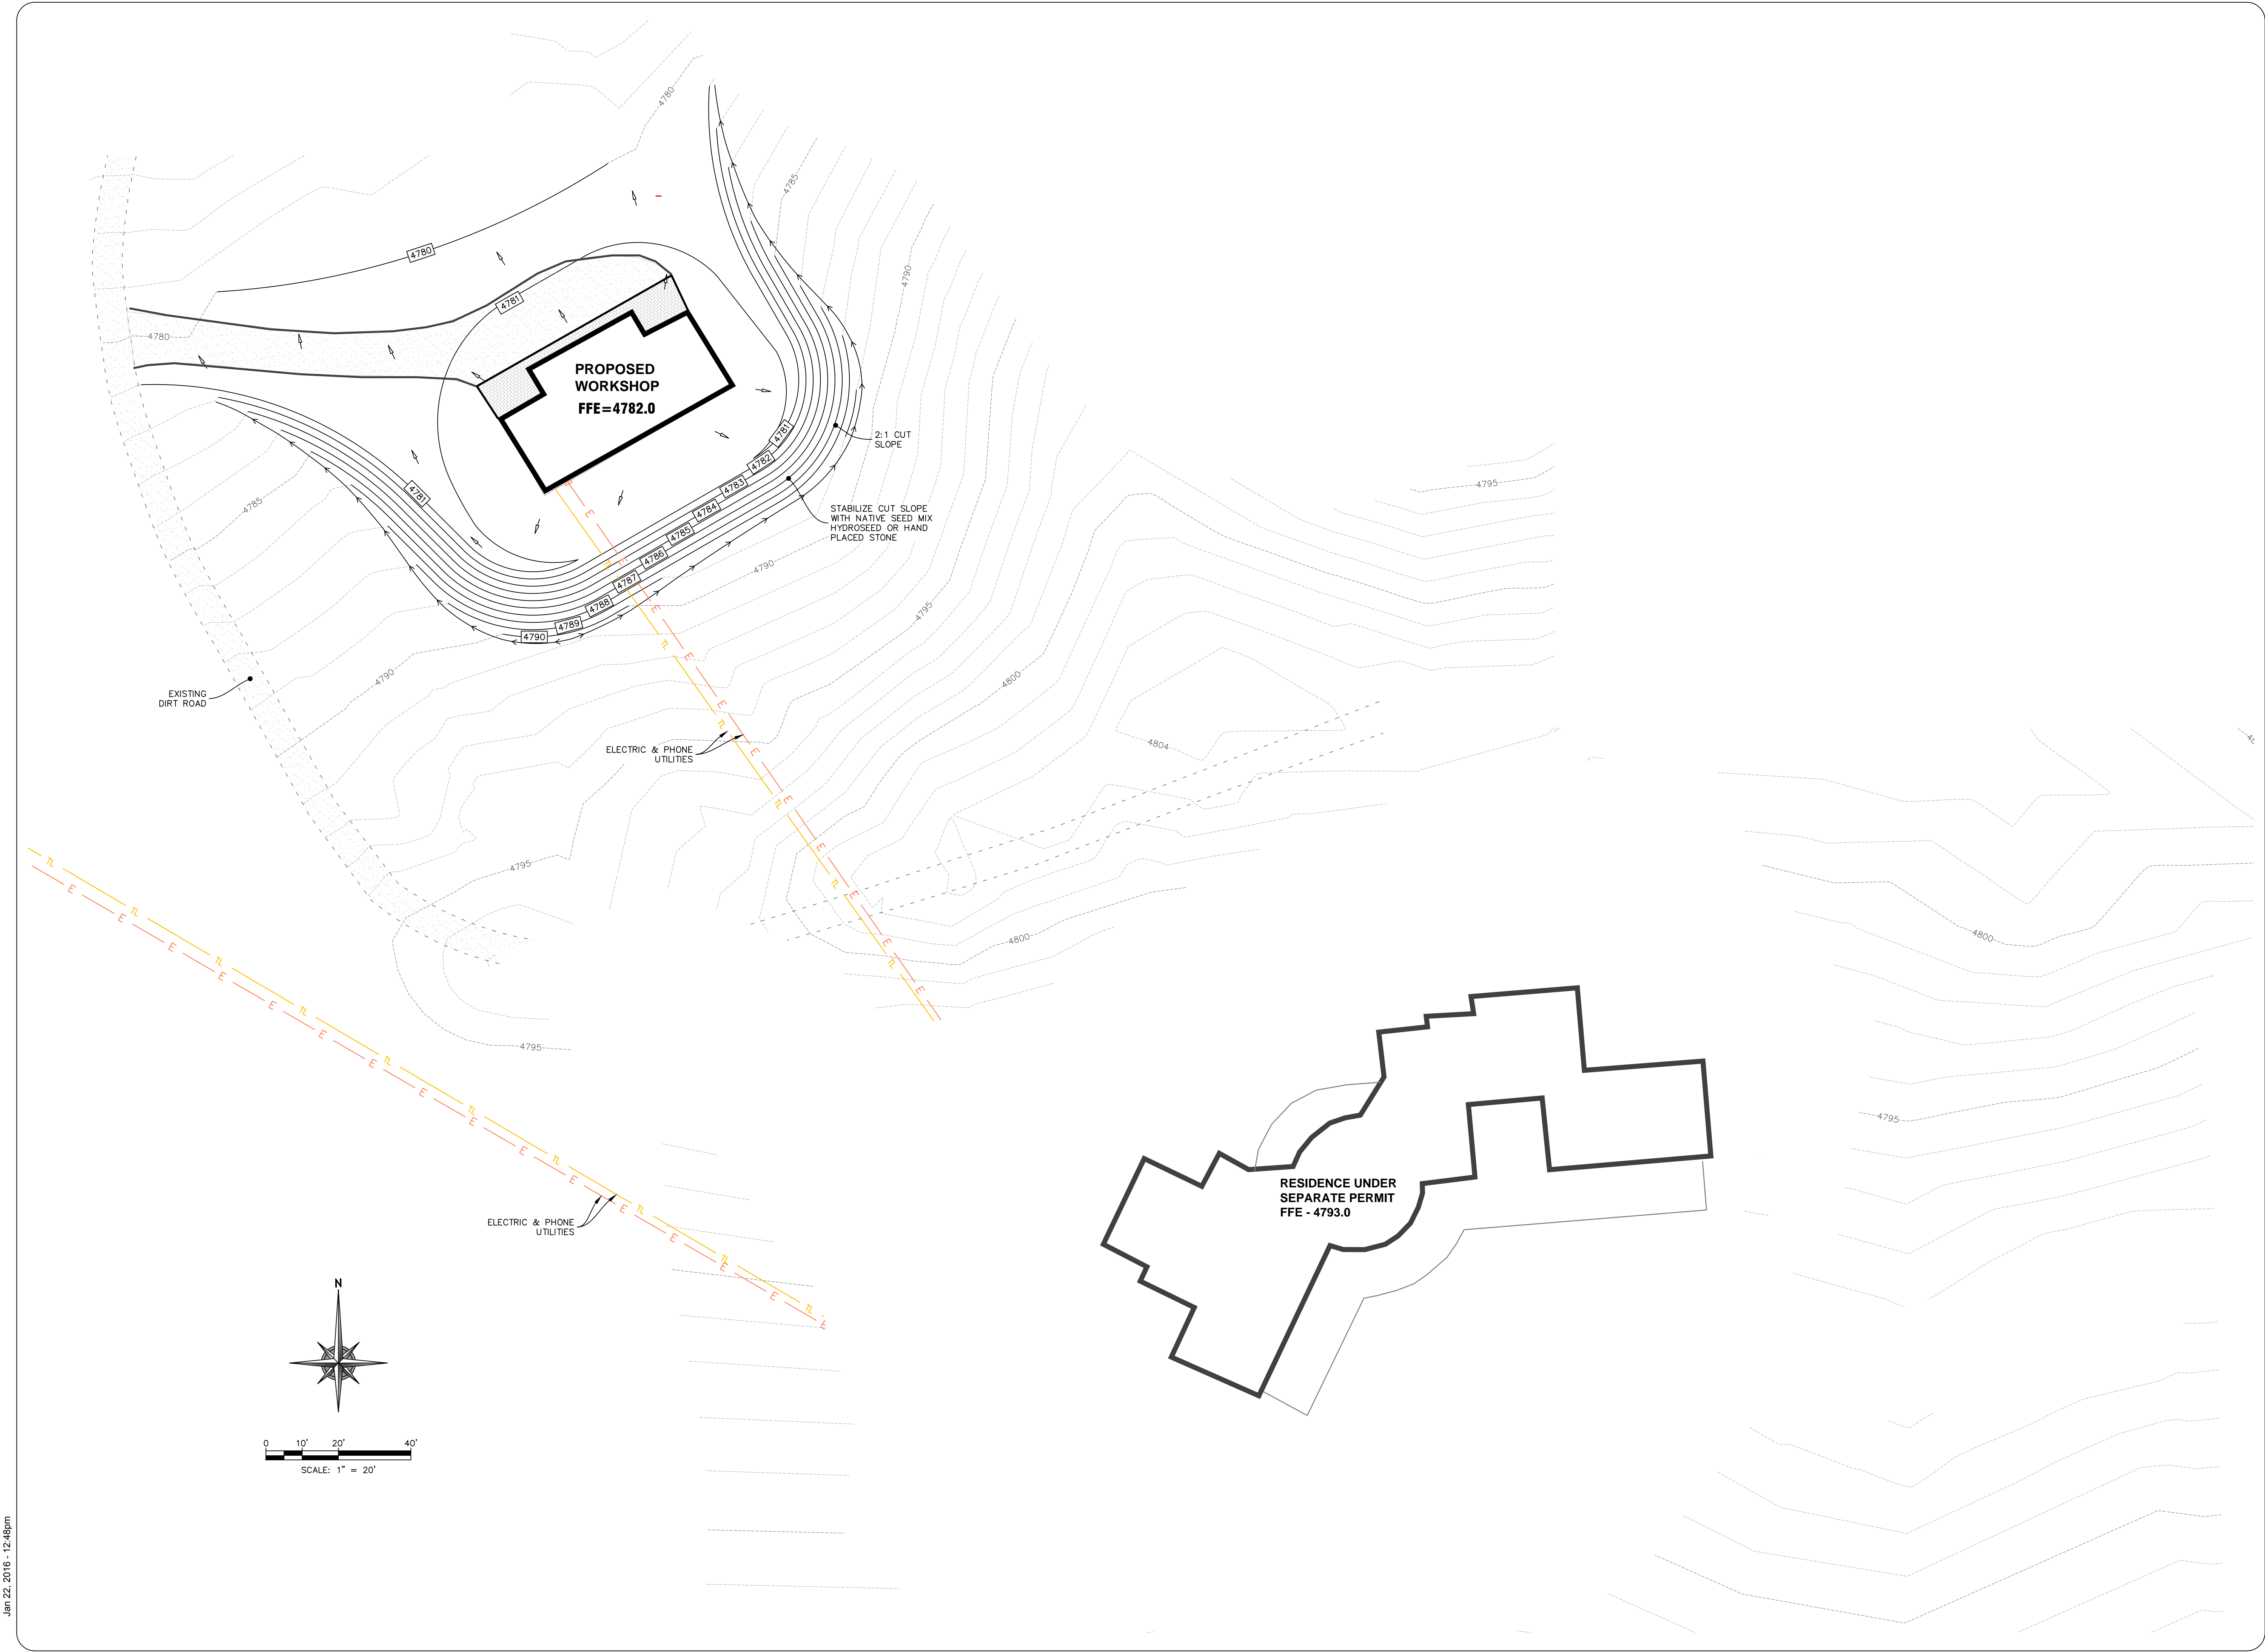 4780
4785
4780
4790
4781
4780
PROPOSED
WORKSHOP
FFE=4782.0
4781
4782
4783
4784
4785
4786
4787
4788
4789
4790
2:1 CUT
SLOPE
STABILIZE CUT SLOPE
WITH NATIVE SEED MIX
HYDROSEED OR HAND
PLACED STONE
4781
4785
4795
4790
4795
4790
4800
EXISTING
DIRT ROAD
ELECTRIC & PHONE
UTILITIES
4804
4795
4800
4800
4795
4795
E
TL
ELECTRIC & PHONE
UTILITIES
RESIDENCE UNDER
SEPARATE PERMIT
FFE - 4793.0
N
0 10' 20' 40'
SCALE: 1" = 20'
Jan 22, 2016 - 12:48pm